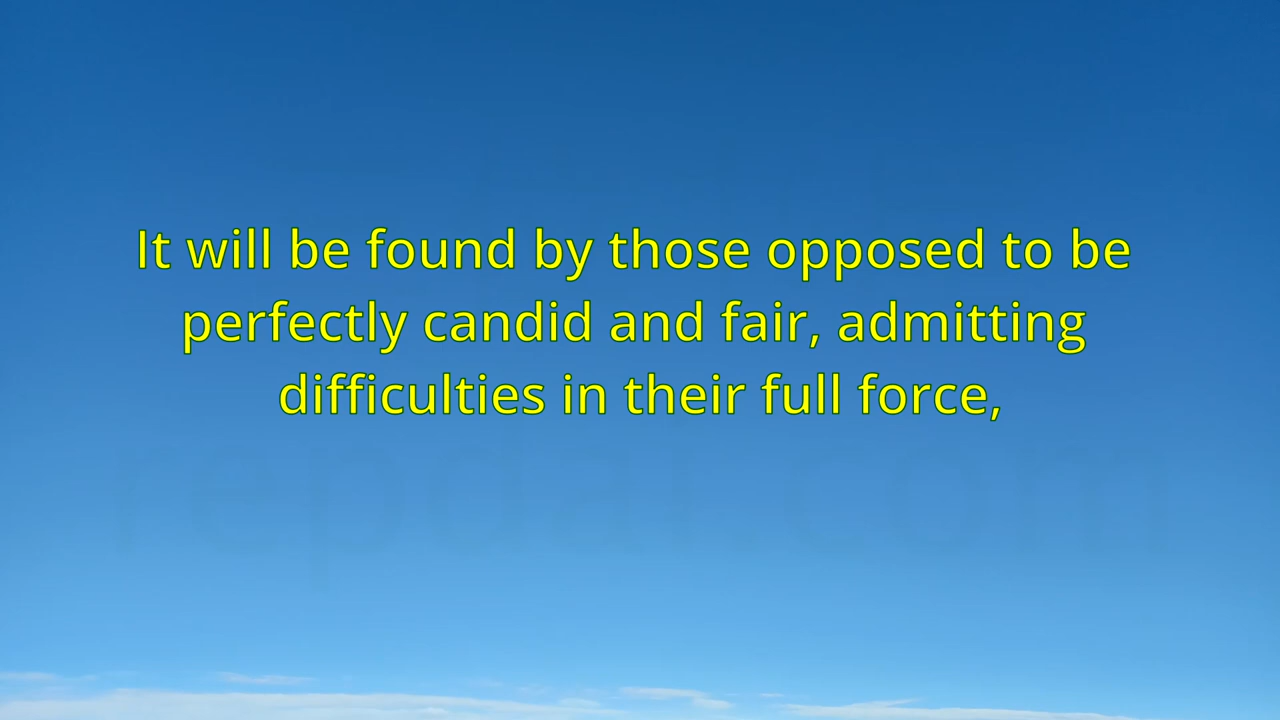 It will be found by those opposed to be
perfectly candid and fair, admitting
difficulties in their full force,